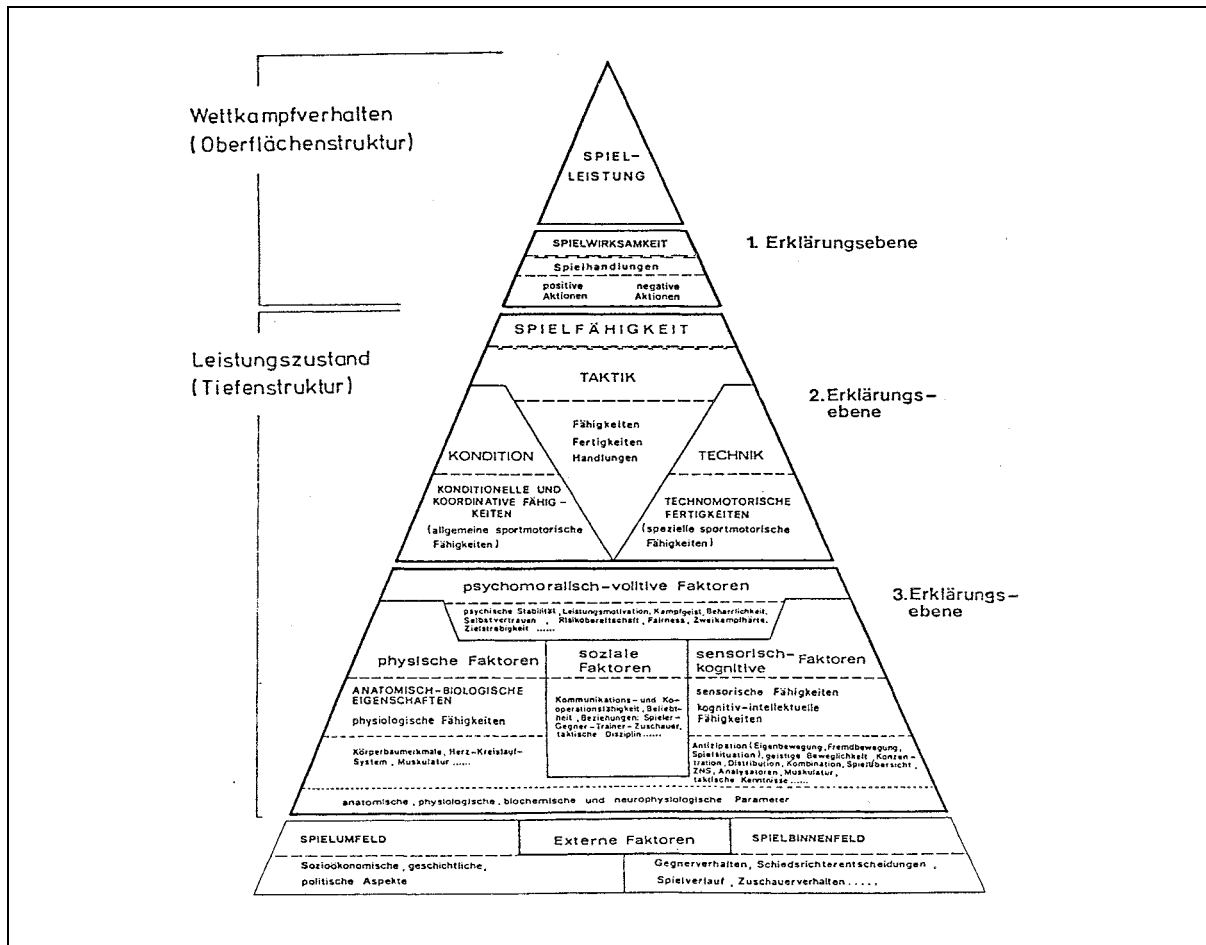 Wettkampfverhalten
(Oberflächenstruktur)
SPIEL-
LEISTUNG
1. Erklärungsebene
SPIELWIRKSAMKEIT
Spielhandlungen
positive
Aktionen
negative
Aktionen
Leistungszustand
(Tiefenstruktur)
SPIELFÄHIGKEIT
TAKTIK
2.Erklärungs-
ebene
Fähigkeiten
Fertigkeiten
Handlungen
KONDITION
KONDITIONELLE UND
KOORDINATIVE FÄHIG-
KEITEN
(allgemeine sportmotorische
Fähigkeiten)
TECHNIK
TECHNOMOTORISCHE
FERTIGKEITEN
(spezielle sportmotorische
Fähigkeiten)
3.Erklärungs-
ebene
psychomoralisch-volitive Faktoren
psychische Stabilität, Leistungsmotivation, Kampfgeist, Beharrlichkeit,
Selbstvertrauen, Risikobereitschaft, Fairness, Zweikampfhärte,
Zielstrebigkeit ......
physische Faktoren
ANATOMISCH-BIOLOGISCHE
EIGENSCHAFTEN
physiologische Fähigkeiten
Körperbaumerkmale, Herz-Kreislauf-
System, Muskulatur ......
soziale
Faktoren
Kommunikations- und Ko-
operationsfähigkeit, Beliebt-
heit, Beziehungen: Spieler-
Gegner-Trainer-Zuschauer,
taktische Disziplin ......
sensorisch-
kognitive Faktoren
sensorische Fähigkeiten
kognitiv-intellektuelle
Fähigkeiten
Antizipation (Eigenbewegung, Fremdbewegung,
Spielsituation), geistige Beweglichkeit, Konzen-
tration, Distribution, Kombination, Spielübersicht,
ZNS, Analysatoren, Muskulatur,
taktische Kenntnisse ......
anatomische, physiologische, biochemische und neurophysiologische Parameter
SPIELUMFELD
Externe Faktoren
SPIELBINNENFELD
Sozioökonomische, geschichtliche,
politische Aspekte
Gegnerverhalten, Schiedsrichterentscheidungen,
Spielverlauf, Zuschauerverhalten .....